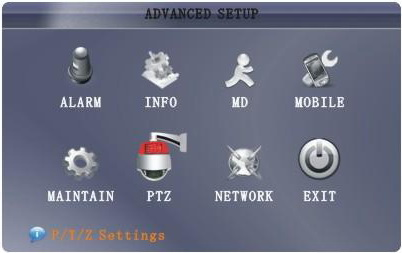 ADVANCED SETUP
ALARM INFO MD MOBILE
MAINTAIN PTZ NETWORK EXIT
P/T/Z Settings